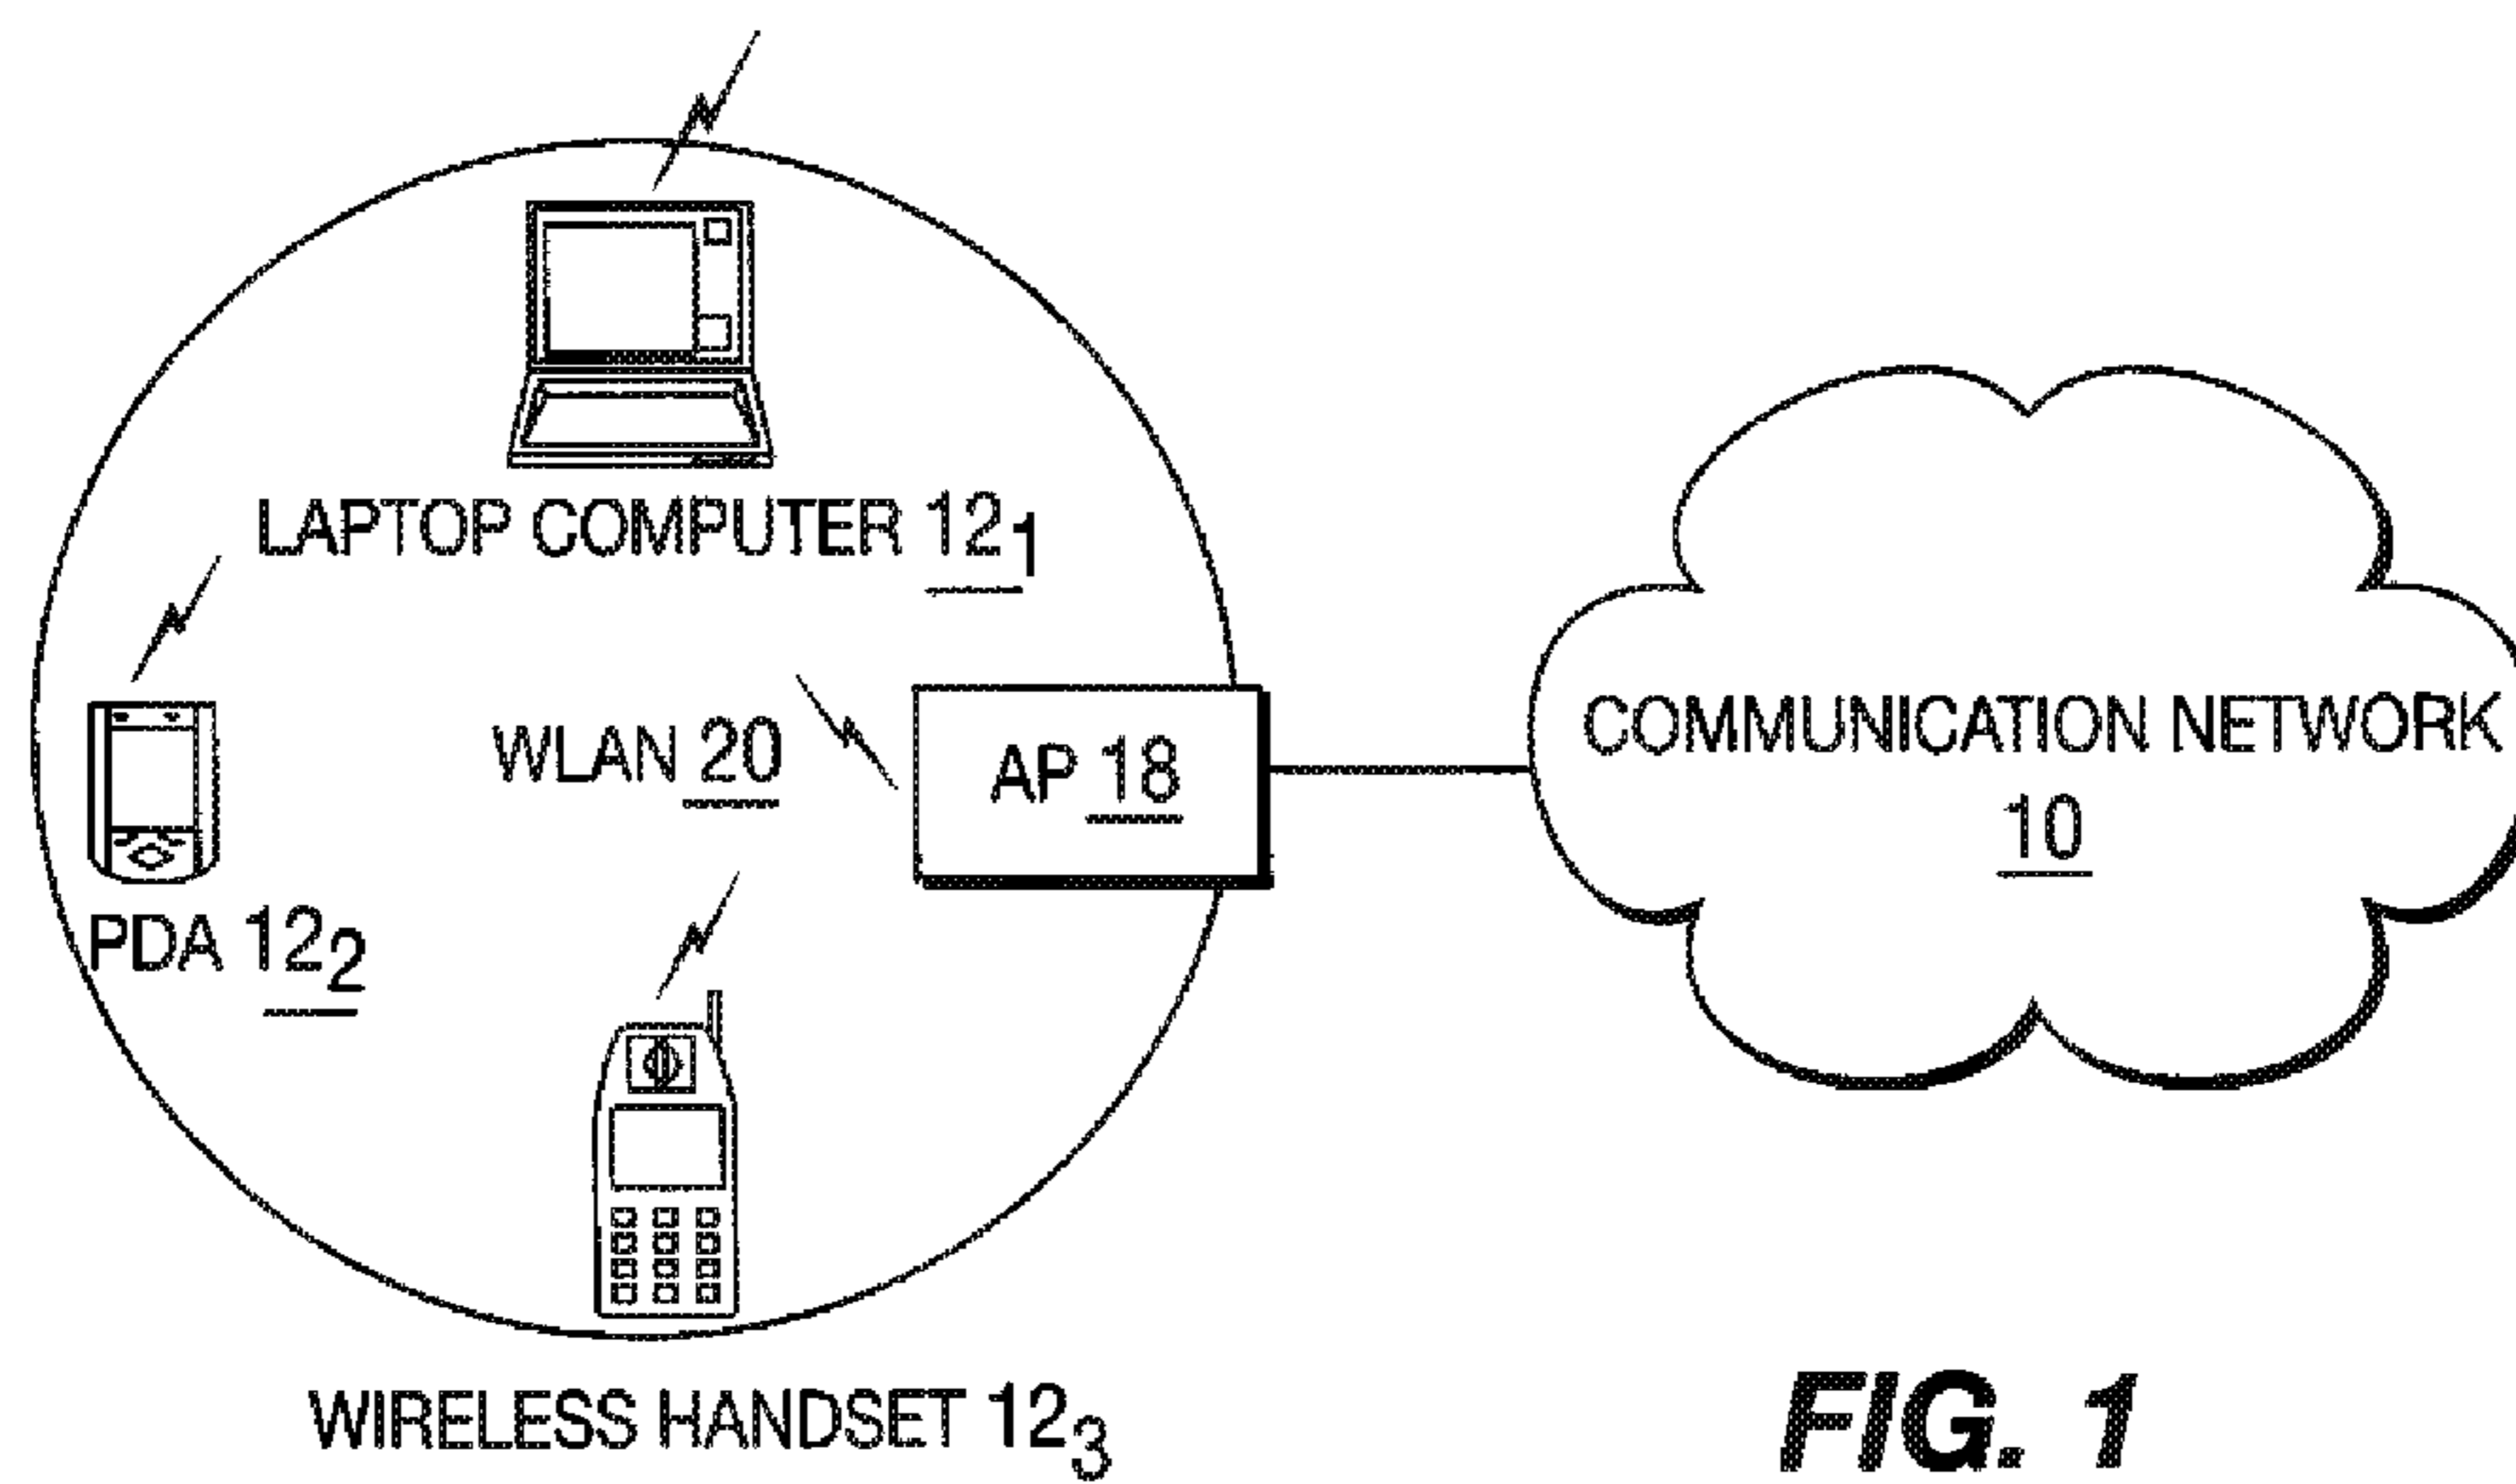 LAPTOP COMPUTER 12₁
WLAN 20
AP 18
COMMUNICATION NETWORK
10
PDA 12₂
WIRELESS HANDSET 12₃
FIG. 1